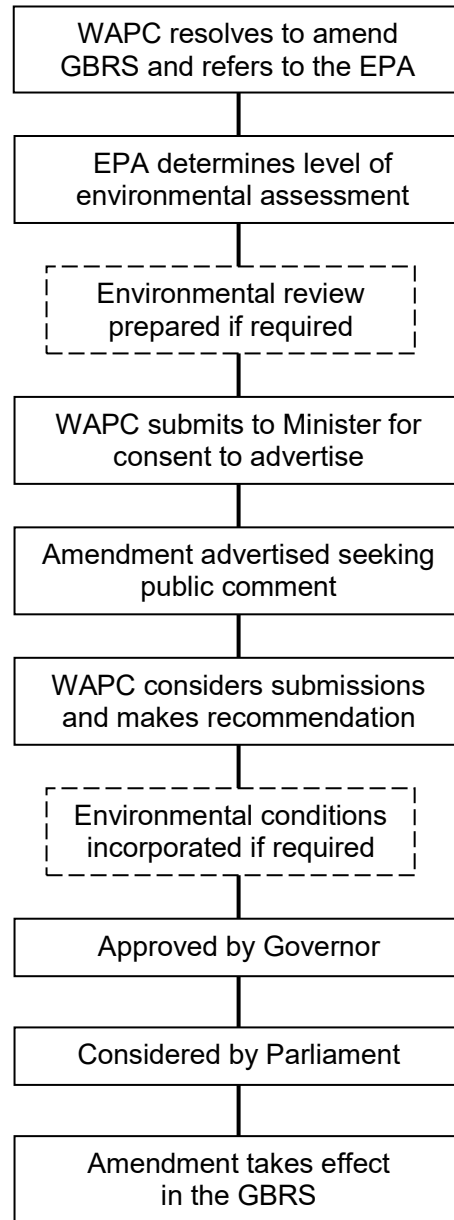 WAPC resolves to amend
GBRS and refers to the EPA
EPA determines level of
environmental assessment
Environmental review
prepared if required
WAPC submits to Minister for
consent to advertise
Amendment advertised seeking
public comment
WAPC considers submissions
and makes recommendation
Environmental conditions
incorporated if required
Approved by Governor
Considered by Parliament
Amendment takes effect
in the GBRS